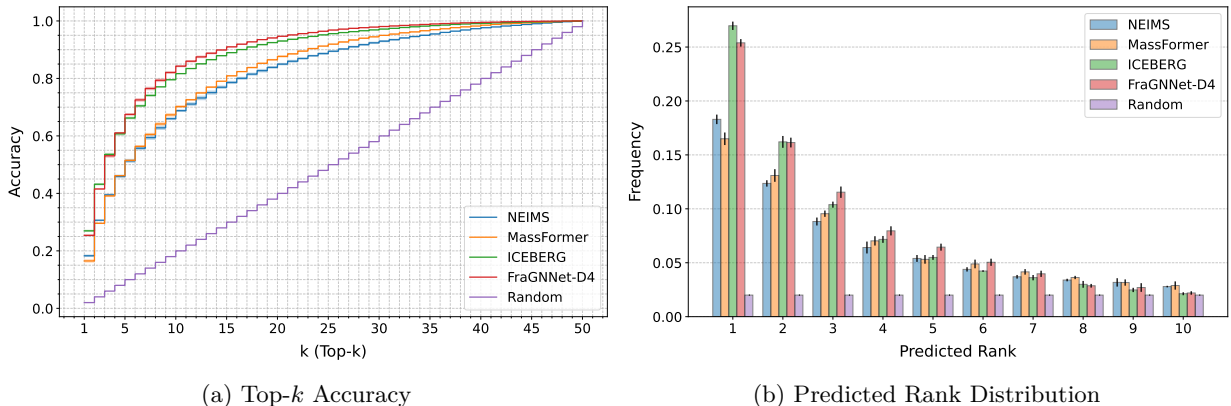 1.0
0.8
0.6
0.4
0.2
0.0
Accuracy
1 5 10 15 20 25 30 35 40 45 50
k (Top-k)
NEIMS
MassFormer
ICEBERG
FraGNNet-D4
Random
(a) Top-k Accuracy
0.25
0.20
0.15
0.10
0.05
0.00
Frequency
1 2 3 4 5 6 7 8 9 10
Predicted Rank
NEIMS
MassFormer
ICEBERG
FraGNNet-D4
Random
(b) Predicted Rank Distribution